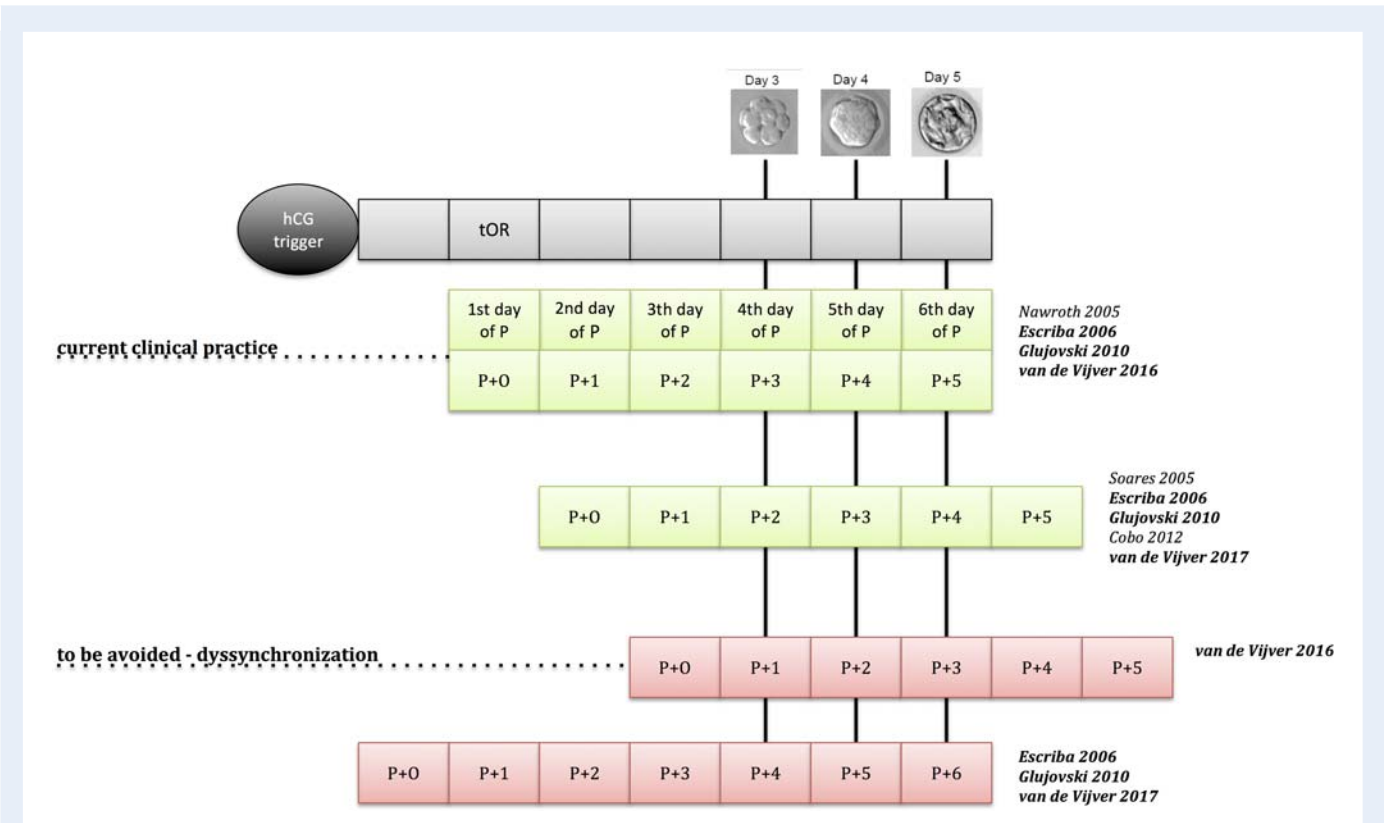 Day 3
Day 4
Day 5
hCG
trigger
tOR
1st day
of P
2nd day
of P
3th day
of P
4th day
of P
5th day
of P
6th day
of P
Nawroth 2005
Escriba 2006
Glujovski 2010
van de Vijver 2016
current clinical practice
P+0
P+1
P+2
P+3
P+4
P+5
Soares 2005
Escriba 2006
Glujovski 2010
Cobo 2012
van de Vijver 2017
P+0
P+1
P+2
P+3
P+4
P+5
to be avoided - dyssynchronization
P+0
P+1
P+2
P+3
P+4
P+5
van de Vijver 2016
P+0
P+1
P+2
P+3
P+4
P+5
P+6
Escriba 2006
Glujovski 2010
van de Vijver 2017